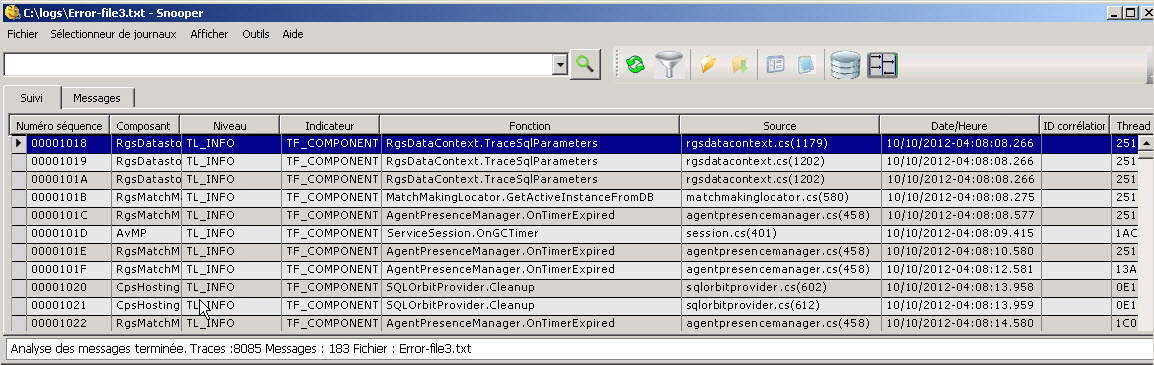 C:\logs\Error-file3.txt - Snooper
Fichier Sélectionneur de journaux Afficher Outils Aide
Suivi Messages
Numéro séquence Composant Niveau Indicateur Fonction Source Date/Heure ID corrélation Thread
00001018 RgsDatasto TL_INFO TF_COMPONENT RgsDataContext.TraceSqlParameters rgsdatacontext.cs(1179) 10/10/2012-04:08:08.266 251
00001019 RgsDatasto TL_INFO TF_COMPONENT RgsDataContext.TraceSqlParameters rgsdatacontext.cs(1202) 10/10/2012-04:08:08.266 251
0000101A RgsDatasto TL_INFO TF_COMPONENT RgsDataContext.TraceSqlParameters rgsdatacontext.cs(1202) 10/10/2012-04:08:08.266 251
0000101B RgsMatchM TL_INFO TF_COMPONENT MatchMakingLocator.GetActiveInstanceFromDB matchmakinglocator.cs(580) 10/10/2012-04:08:08.275 251
0000101C RgsMatchM TL_INFO TF_COMPONENT AgentPresenceManager.OnTimerExpired agentpresencemanager.cs(458) 10/10/2012-04:08:08.577 251
0000101D AvMP TL_INFO TF_COMPONENT ServiceSession.OnGCTimer session.cs(401) 10/10/2012-04:08:09.415 1AC
0000101E RgsMatchM TL_INFO TF_COMPONENT AgentPresenceManager.OnTimerExpired agentpresencemanager.cs(458) 10/10/2012-04:08:10.580 251
0000101F RgsMatchM TL_INFO TF_COMPONENT AgentPresenceManager.OnTimerExpired agentpresencemanager.cs(458) 10/10/2012-04:08:12.581 13A
00001020 CpsHosting TL_INFO TF_COMPONENT SQLOrbitProvider.Cleanup sqlorbitprovider.cs(602) 10/10/2012-04:08:13.958 0E1
00001021 CpsHosting TL_INFO TF_COMPONENT SQLOrbitProvider.Cleanup sqlorbitprovider.cs(612) 10/10/2012-04:08:13.959 0E1
00001022 RgsMatchM TL_INFO TF_COMPONENT AgentPresenceManager.OnTimerExpired agentpresencemanager.cs(458) 10/10/2012-04:08:14.580 1C0
Analyse des messages terminée. Traces :8085 Messages : 183 Fichier : Error-file3.txt